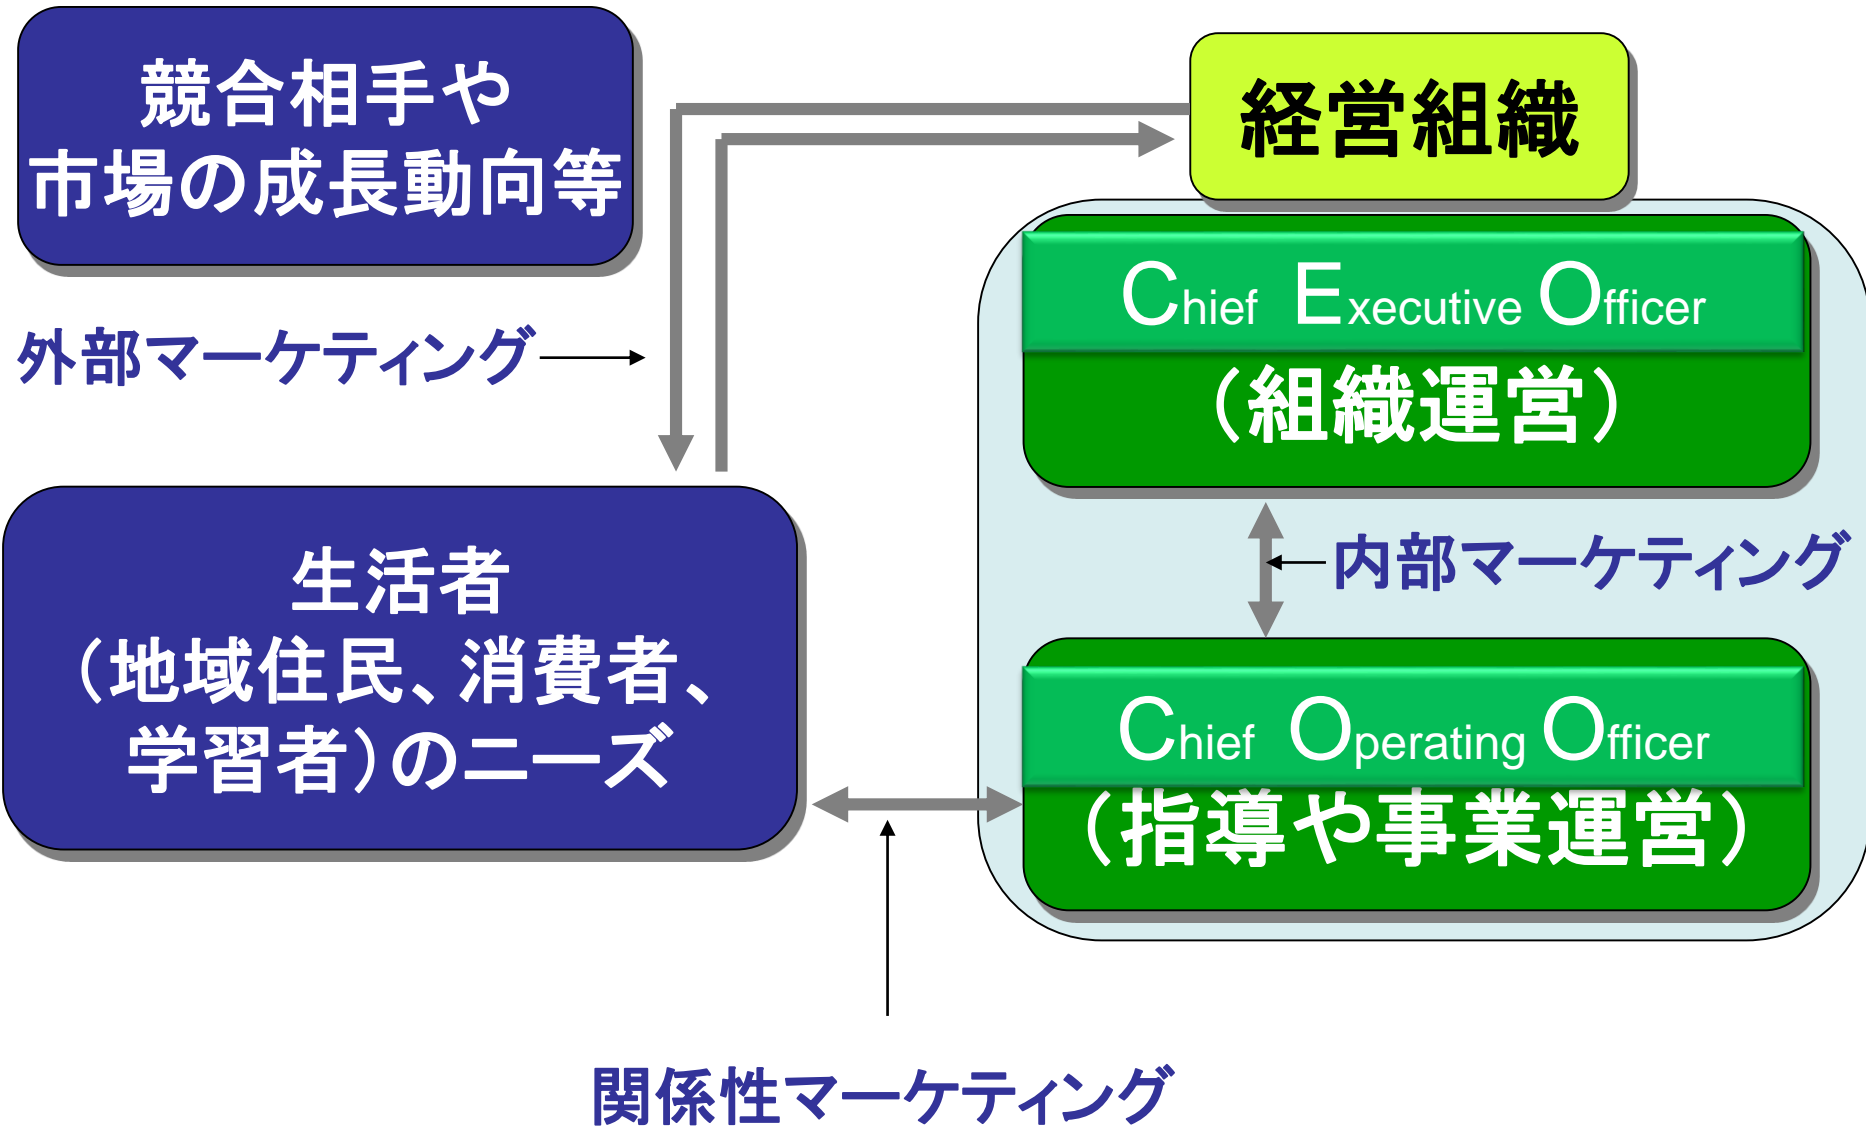 競合相手や
市場の成長動向等
経営組織
Chief Executive Officer
（組織運営）
外部マーケティング
内部マーケティング
生活者
（地域住民、消費者、
学習者）のニーズ
Chief Operating Officer
（指導や事業運営）
関係性マーケティング